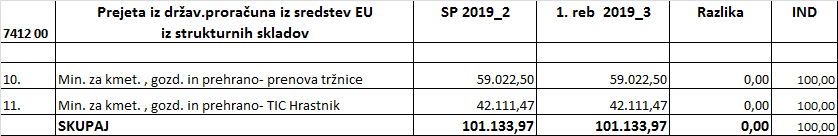 Prejeta iz držav.proračuna iz sredstev EU SP 2019_2 1. reb 2019_3 Razlika IND
7412 00 iz strukturnih skladov
10. Min. za kmet. , gozd. in prehrano- prenova tržnice 59.022,50 59.022,50 0,00 100,00
11. Min. za kmet. , gozd. in prehrano- TIC Hrastnik 42.111,47 42.111,47 0,00 100,00
SKUPAJ 101.133,97 101.133,97 0,00 100,00